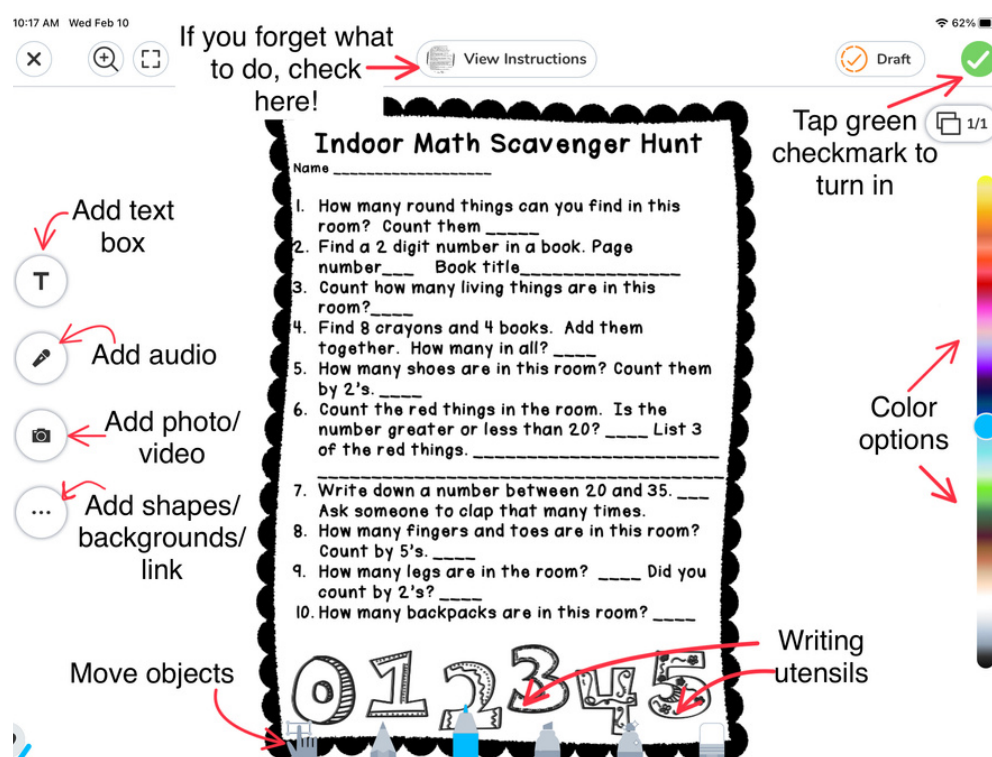 10:17 AM Wed Feb 10
62%
If you forget what
to do, check
here!
View Instructions
Draft
Tap green
checkmark to
turn in
1/1
Add text
box
T
Add audio
Add photo/
video
Add shapes/
backgrounds/
link
Move objects
Color
options
Writing
utensils
Indoor Math Scavenger Hunt
Name ___________________
1. How many round things can you find in this
room? Count them _____
2. Find a 2 digit number in a book. Page
number___ Book title_______________
3. Count how many living things are in this
room?____
4. Find 8 crayons and 4 books. Add them
together. How many in all? ____
5. How many shoes are in this room? Count them
by 2's. ____
6. Count the red things in the room. Is the
number greater or less than 20? ____ List 3
of the red things. ________________________
________________________________________
7. Write down a number between 20 and 35. ___
Ask someone to clap that many times.
8. How many fingers and toes are in this room?
Count by 5's. ____
9. How many legs are in the room? ____ Did you
count by 2's? ____
10. How many backpacks are in this room? ____
0 1 2 3 4 5